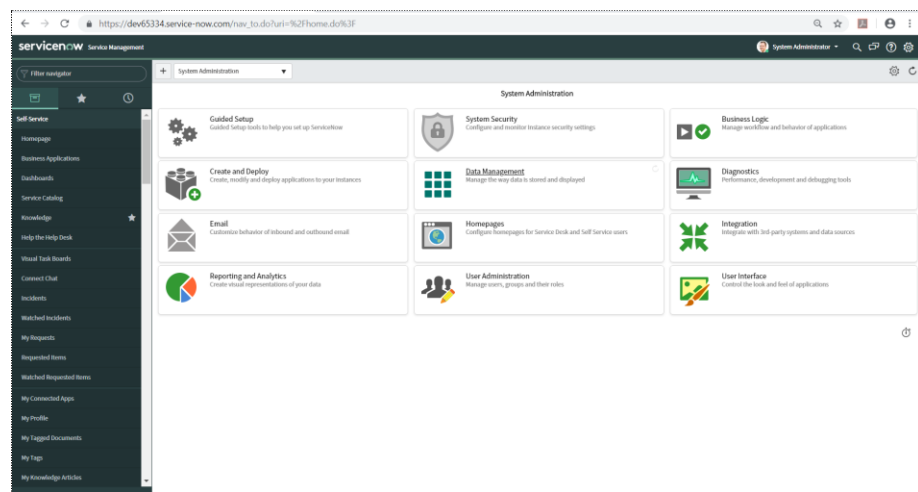 https://dev65334.service-now.com/nav_to.do?uri=%2Fhome.do%3F
servicenow Service Management
System Administrator
Filter navigator
System Administration
System Administration
Self-Service
Homepage
Business Applications
Dashboards
Service Catalog
Knowledge
Help the Help Desk
Visual Task Boards
Connect Chat
Incidents
Watched Incidents
My Requests
Requested Items
Watched Requested Items
My Connected Apps
My Profile
My Tagged Documents
My Tags
My Knowledge Articles
Guided Setup
Guided Setup tools to help you set up ServiceNow
System Security
Configure and monitor instance security settings
Business Logic
Manage workflow and behavior of applications
Create and Deploy
Create, modify and deploy applications to your instances
Data Management
Manage the way data is stored and displayed
Diagnostics
Performance, development and debugging tools
Email
Customize behavior of inbound and outbound email
Homepages
Configure homepages for Service Desk and Self Service users
Integration
Integrate with 3rd-party systems and data sources
Reporting and Analytics
Create visual representations of your data
User Administration
Manage users, groups and their roles
User Interface
Control the look and feel of applications